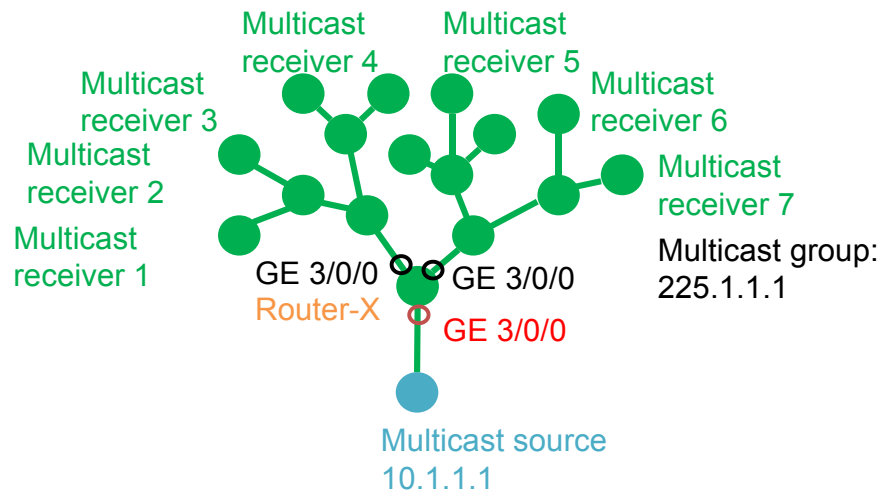 Multicast
receiver 4
Multicast
receiver 5
Multicast
receiver 3
Multicast
receiver 6
Multicast
receiver 2
Multicast
receiver 7
Multicast
receiver 1
Multicast group:
225.1.1.1
GE 3/0/0
GE 3/0/0
Router-X
GE 3/0/0
Multicast source
10.1.1.1